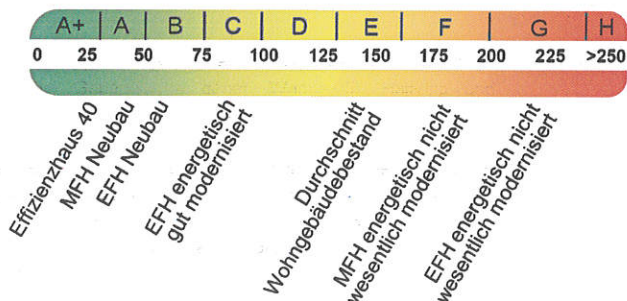 A+ A B C D E F G H
0 25 50 75 100 125 150 175 200 225 >250
Effizienzhaus 40
MFH Neubau
EFH Neubau
EFH energetisch
gut modernisiert
Durchschnitt
Wohngebäudebestand
MFH energetisch nicht
wesentlich modernisiert
EFH energetisch nicht
wesentlich modernisiert